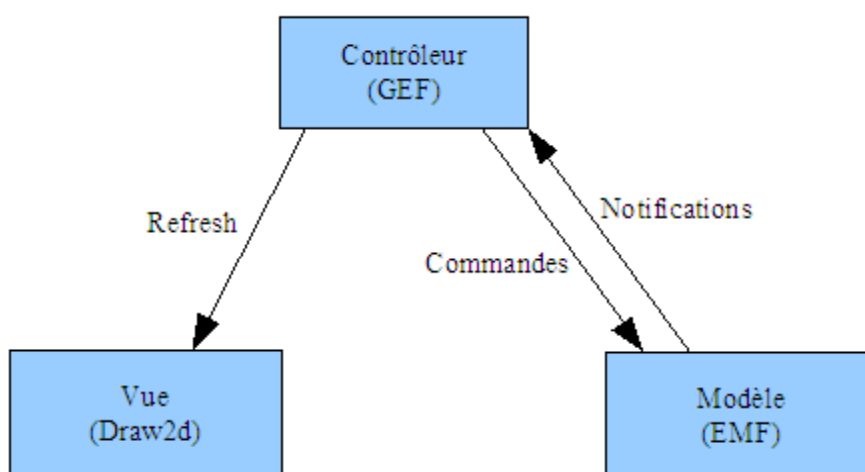 Contrôleur
(GEF)
Refresh
Notifications
Commandes
Vue
(Draw2d)
Modèle
(EMF)